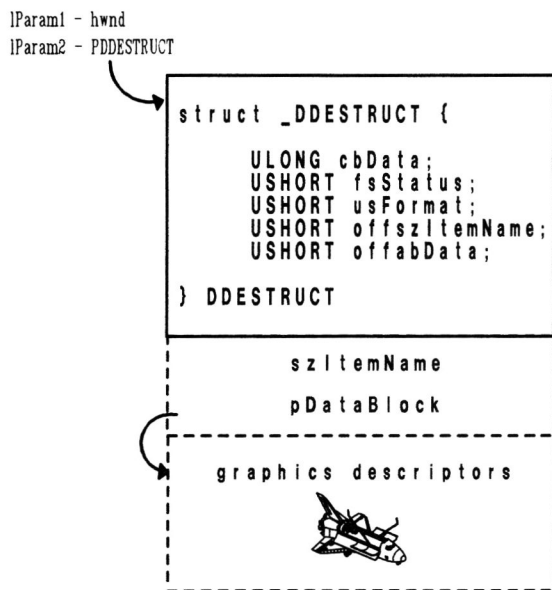 lParam1 - hwnd
lParam2 - PDDESTRUCT
struct _DDESTRUCT {
ULONG cbData;
USHORT fsStatus;
USHORT usFormat;
USHORT offszItemName;
USHORT offabData;
} DDESTRUCT
szItemName
pDataBlock
graphics descriptors